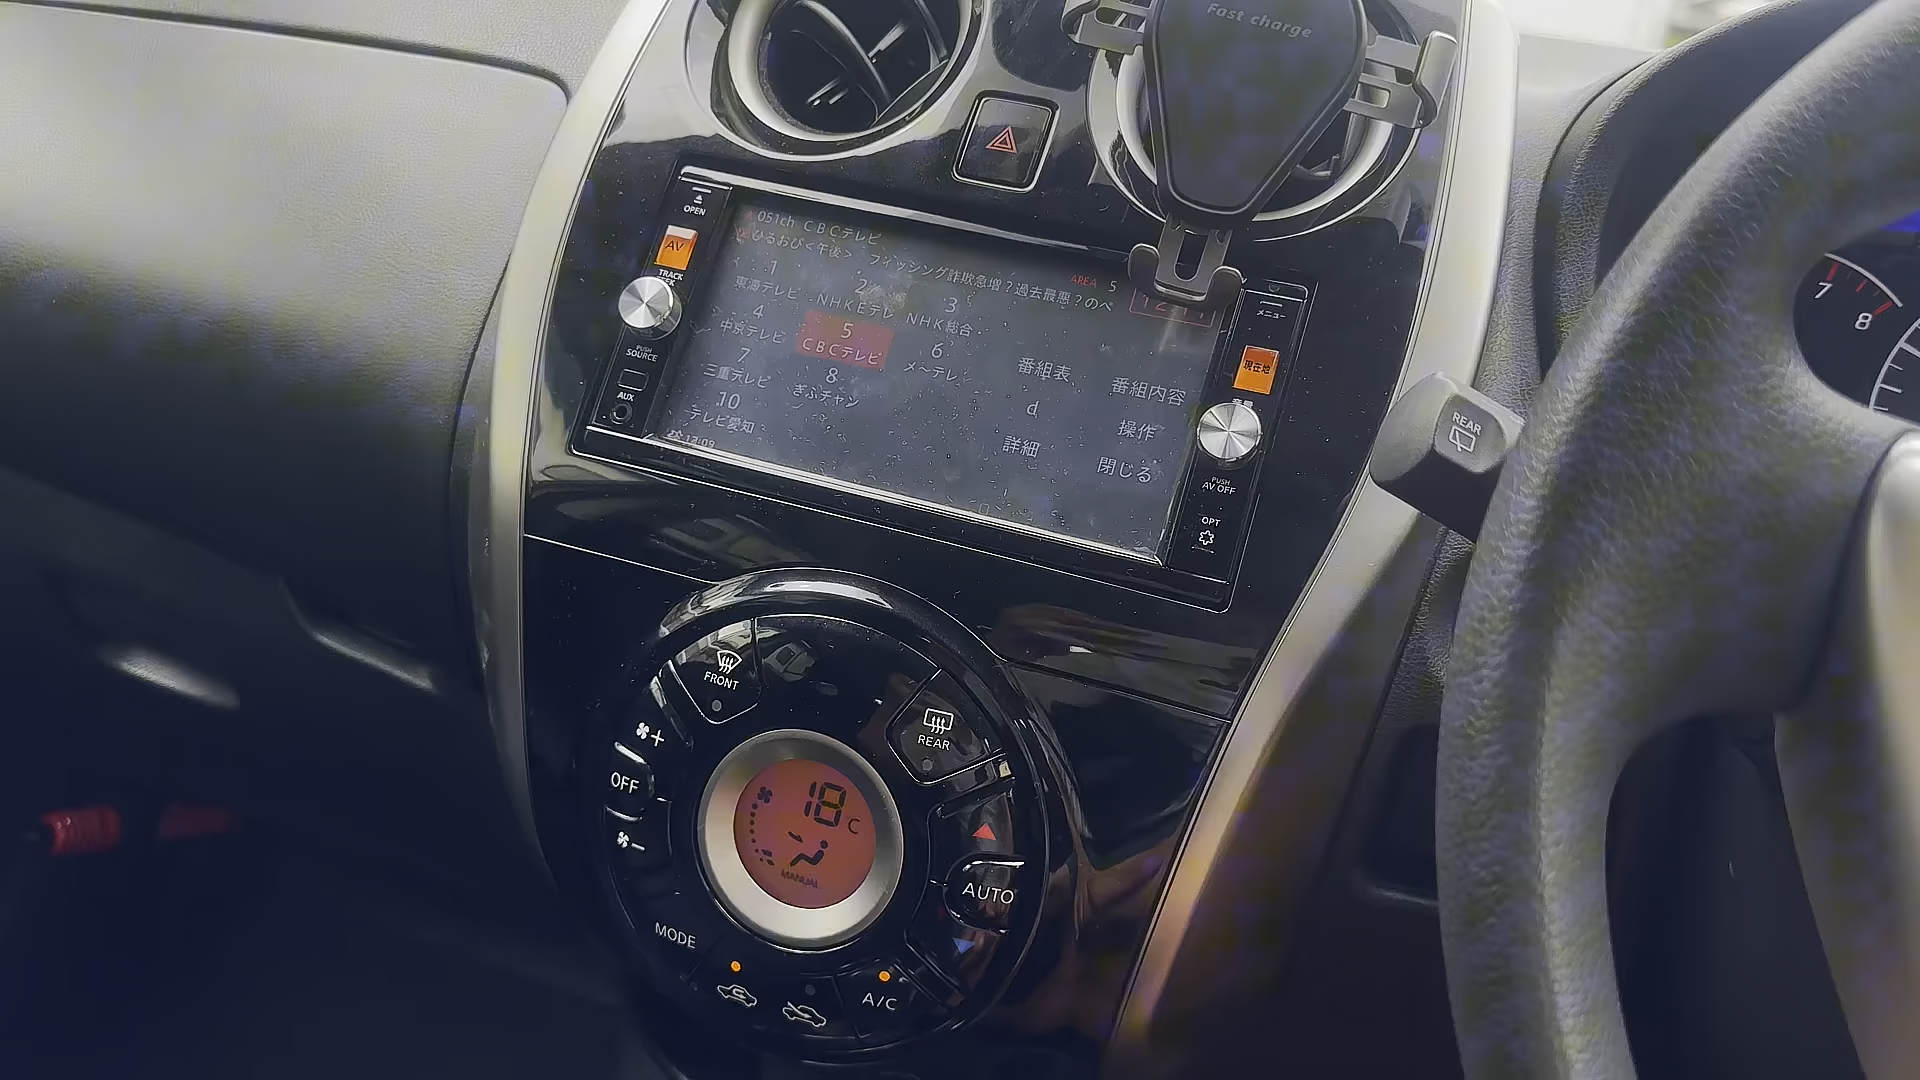 Fast charge
OPEN
AV
TRACK
PUSH
SOURCE
AUX
051ch CBCテレビ
ひるおび<午後> フィッシング詐欺急増?過去最悪?のペ
AREA 5
1
東海テレビ
2
NHKEテレ
3
NHK総合
4
中京テレビ
5
CBCテレビ
6
メ〜テレ
7
三重テレビ
8
ぎふチャン
10
テレビ愛知
番組表
番組内容
d
操作
詳細
閉じる
メニュー
現在地
音量
PUSH
AV OFF
OPT
REAR
7
8
FRONT
REAR
+
OFF
-
18℃
MANUAL
AUTO
MODE
A/C